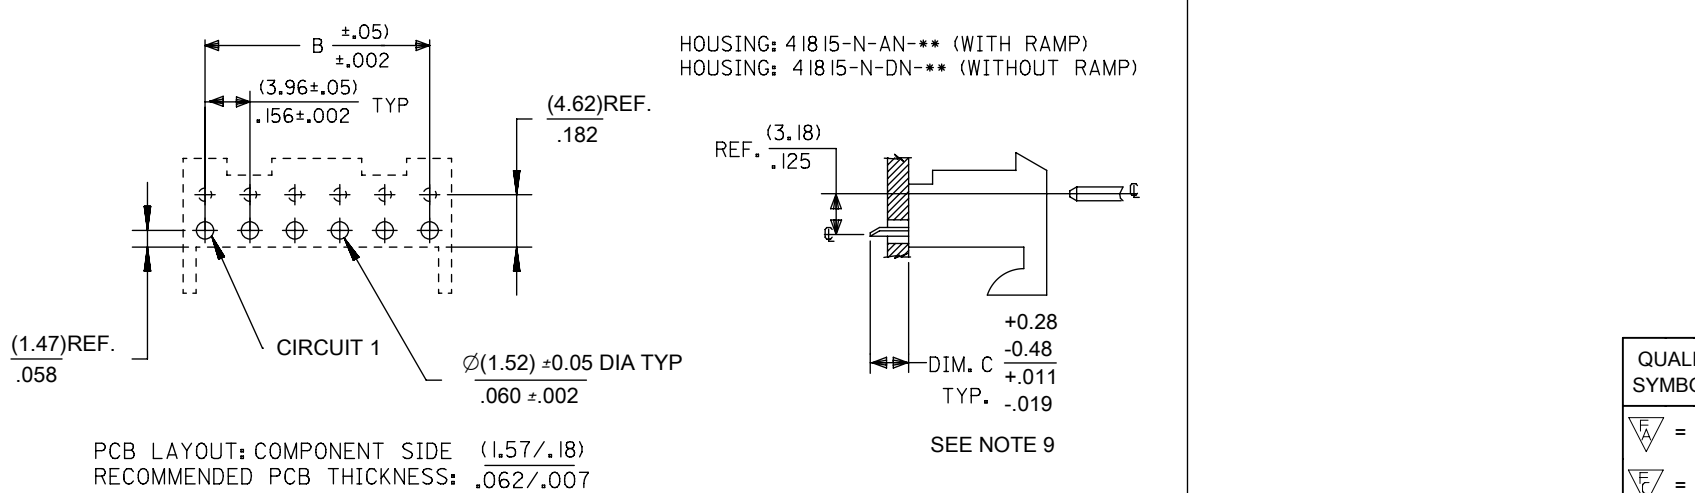 ±.05)
B
±.002
(3.96±.05)
TYP
.156±.002
(4.62)REF.
.182
HOUSING: 41815-N-AN-** (WITH RAMP)
HOUSING: 41815-N-DN-** (WITHOUT RAMP)
REF. (3.18)
.125
℄
℄
(1.47)REF.
.058
CIRCUIT 1
Ø(1.52) ±0.05 DIA TYP
.060 ±.002
+0.28
-0.48
DIM. C
+.011
TYP.
-.019
SEE NOTE 9
PCB LAYOUT: COMPONENT SIDE (1.57/.18)
RECOMMENDED PCB THICKNESS: .062/.007
F
A
=
F
C
=